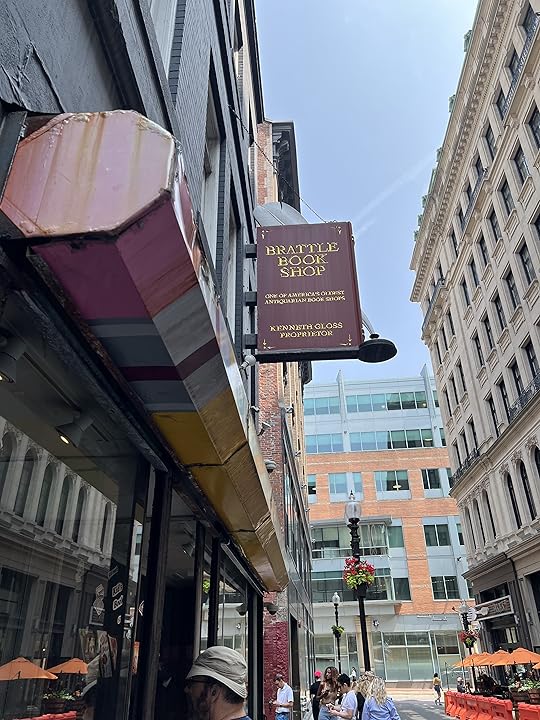 BRATTLE
BOOK
SHOP
ONE OF AMERICA'S OLDEST
ANTIQUARIAN BOOK SHOPS
KENNETH GLOSS
PROPRIETOR